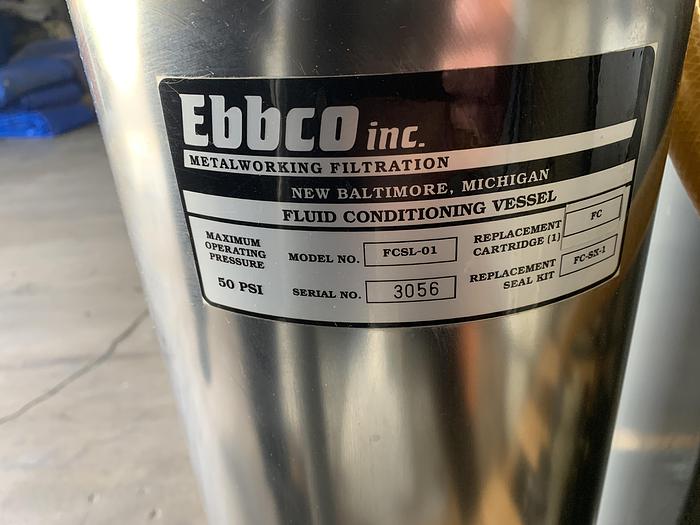 Ebbco inc.
METALWORKING FILTRATION
NEW BALTIMORE, MICHIGAN
FLUID CONDITIONING VESSEL
MAXIMUM
OPERATING
PRESSURE
50 PSI
MODEL NO. FCSL-01
SERIAL NO. 3056
REPLACEMENT
CARTRIDGE (1) FC
REPLACEMENT
SEAL KIT FC-SN-1